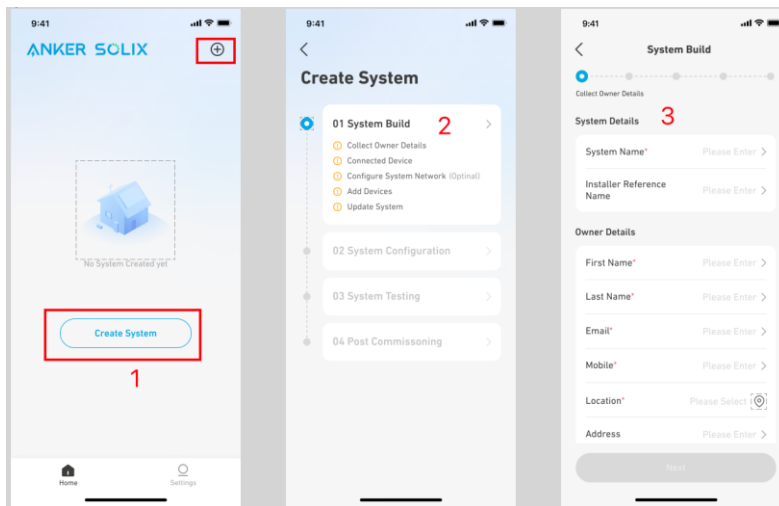 9:41
ANKER SOLIX
No System Created yet
Create System
1
Home
Settings
9:41
Create System
01 System Build
2
Collect Owner Details
Connected Device
Configure System Network (Optinal)
Add Devices
Update System
02 System Configuration
03 System Testing
04 Post Commissoning
9:41
System Build
Collect Owner Details
System Details
3
System Name*
Please Enter
Installer Reference
Name
Please Enter
Owner Details
First Name*
Please Enter
Last Name*
Please Enter
Email*
Please Enter
Mobile*
Please Enter
Location*
Please Select
Address
Please Enter
Next